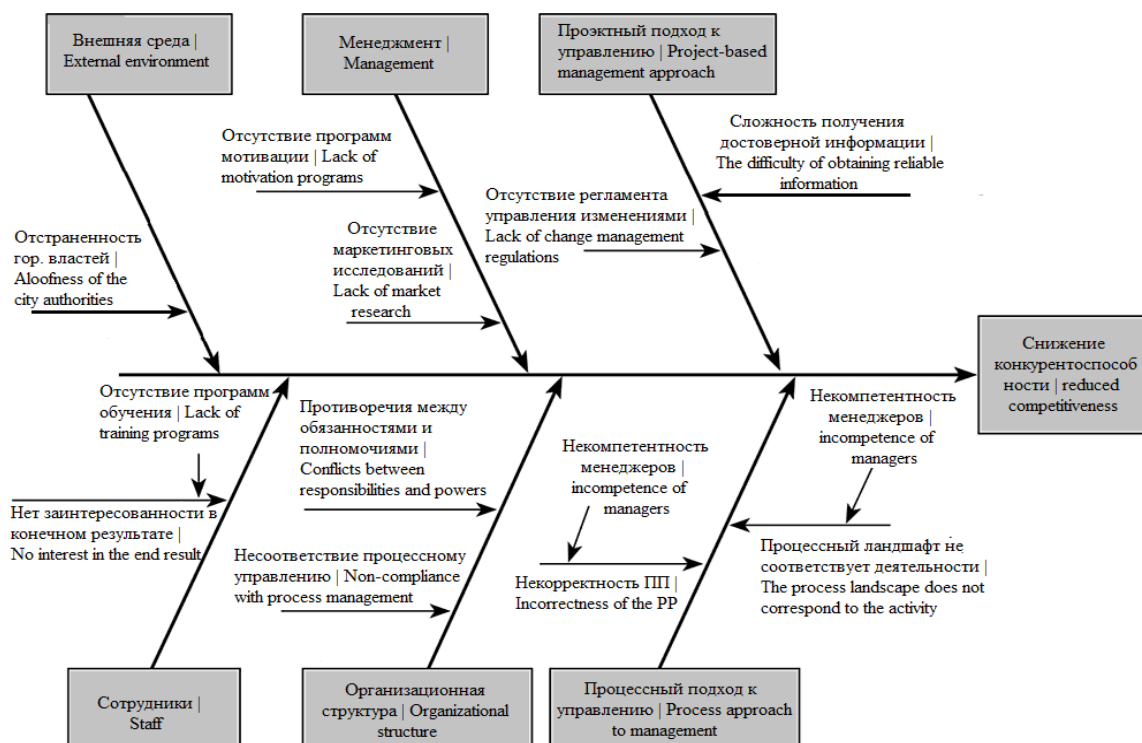 Внешняя среда |
External environment
Менеджмент |
Management
Проэктный подход к
управлению | Project-based
management approach
Отсутствие программ
мотивации | Lack of
motivation programs
Сложность получения
достоверной информации |
The difficulty of obtaining reliable
information
Отсутствие регламента
управления изменениями |
Lack of change management
regulations
Отстраненность
гор. властей |
Aloofness of the
city authorities
Отсутствие
маркетинговых
исследований |
Lack of market
research
Снижение
конкурентоспособ
ности | reduced
competitiveness
Отсутствие программ
обучения | Lack of
training programs
Нет заинтересованности в
конечном результате |
No interest in the end result
Противоречия между
обязанностями и
полномочиями |
Conflicts between
responsibilities and powers
Несоответствие процессному
управлению | Non-compliance
with process management
Некомпетентность
менеджеров |
incompetence of
managers
Некорректность ПП |
Incorrectness of the PP
Некомпетентность
менеджеров |
incompetence of
managers
Процессный ландшафт не
соответствует деятельности |
The process landscape does not
correspond to the activity
Сотрудники |
Staff
Организационная
структура | Organizational
structure
Процессный подход к
управлению | Process approach
to management